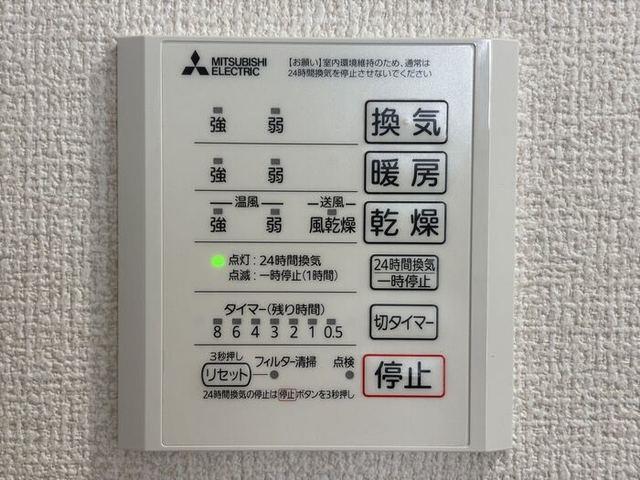 MITSUBISHI
ELECTRIC
【お願い】室内環境維持のため、通常は
24時間換気を停止させないでください
強 弱 換気
強 弱 暖房
温風 送風
強 弱 風乾燥 乾燥
点灯:24時間換気
点滅:一時停止(1時間)
24時間換気
一時停止
タイマー(残り時間)
8 6 4 3 2 1 0.5
切タイマー
3秒押し
リセット フィルター清掃 点検
停止
24時間換気の停止は停止ボタンを3秒押し